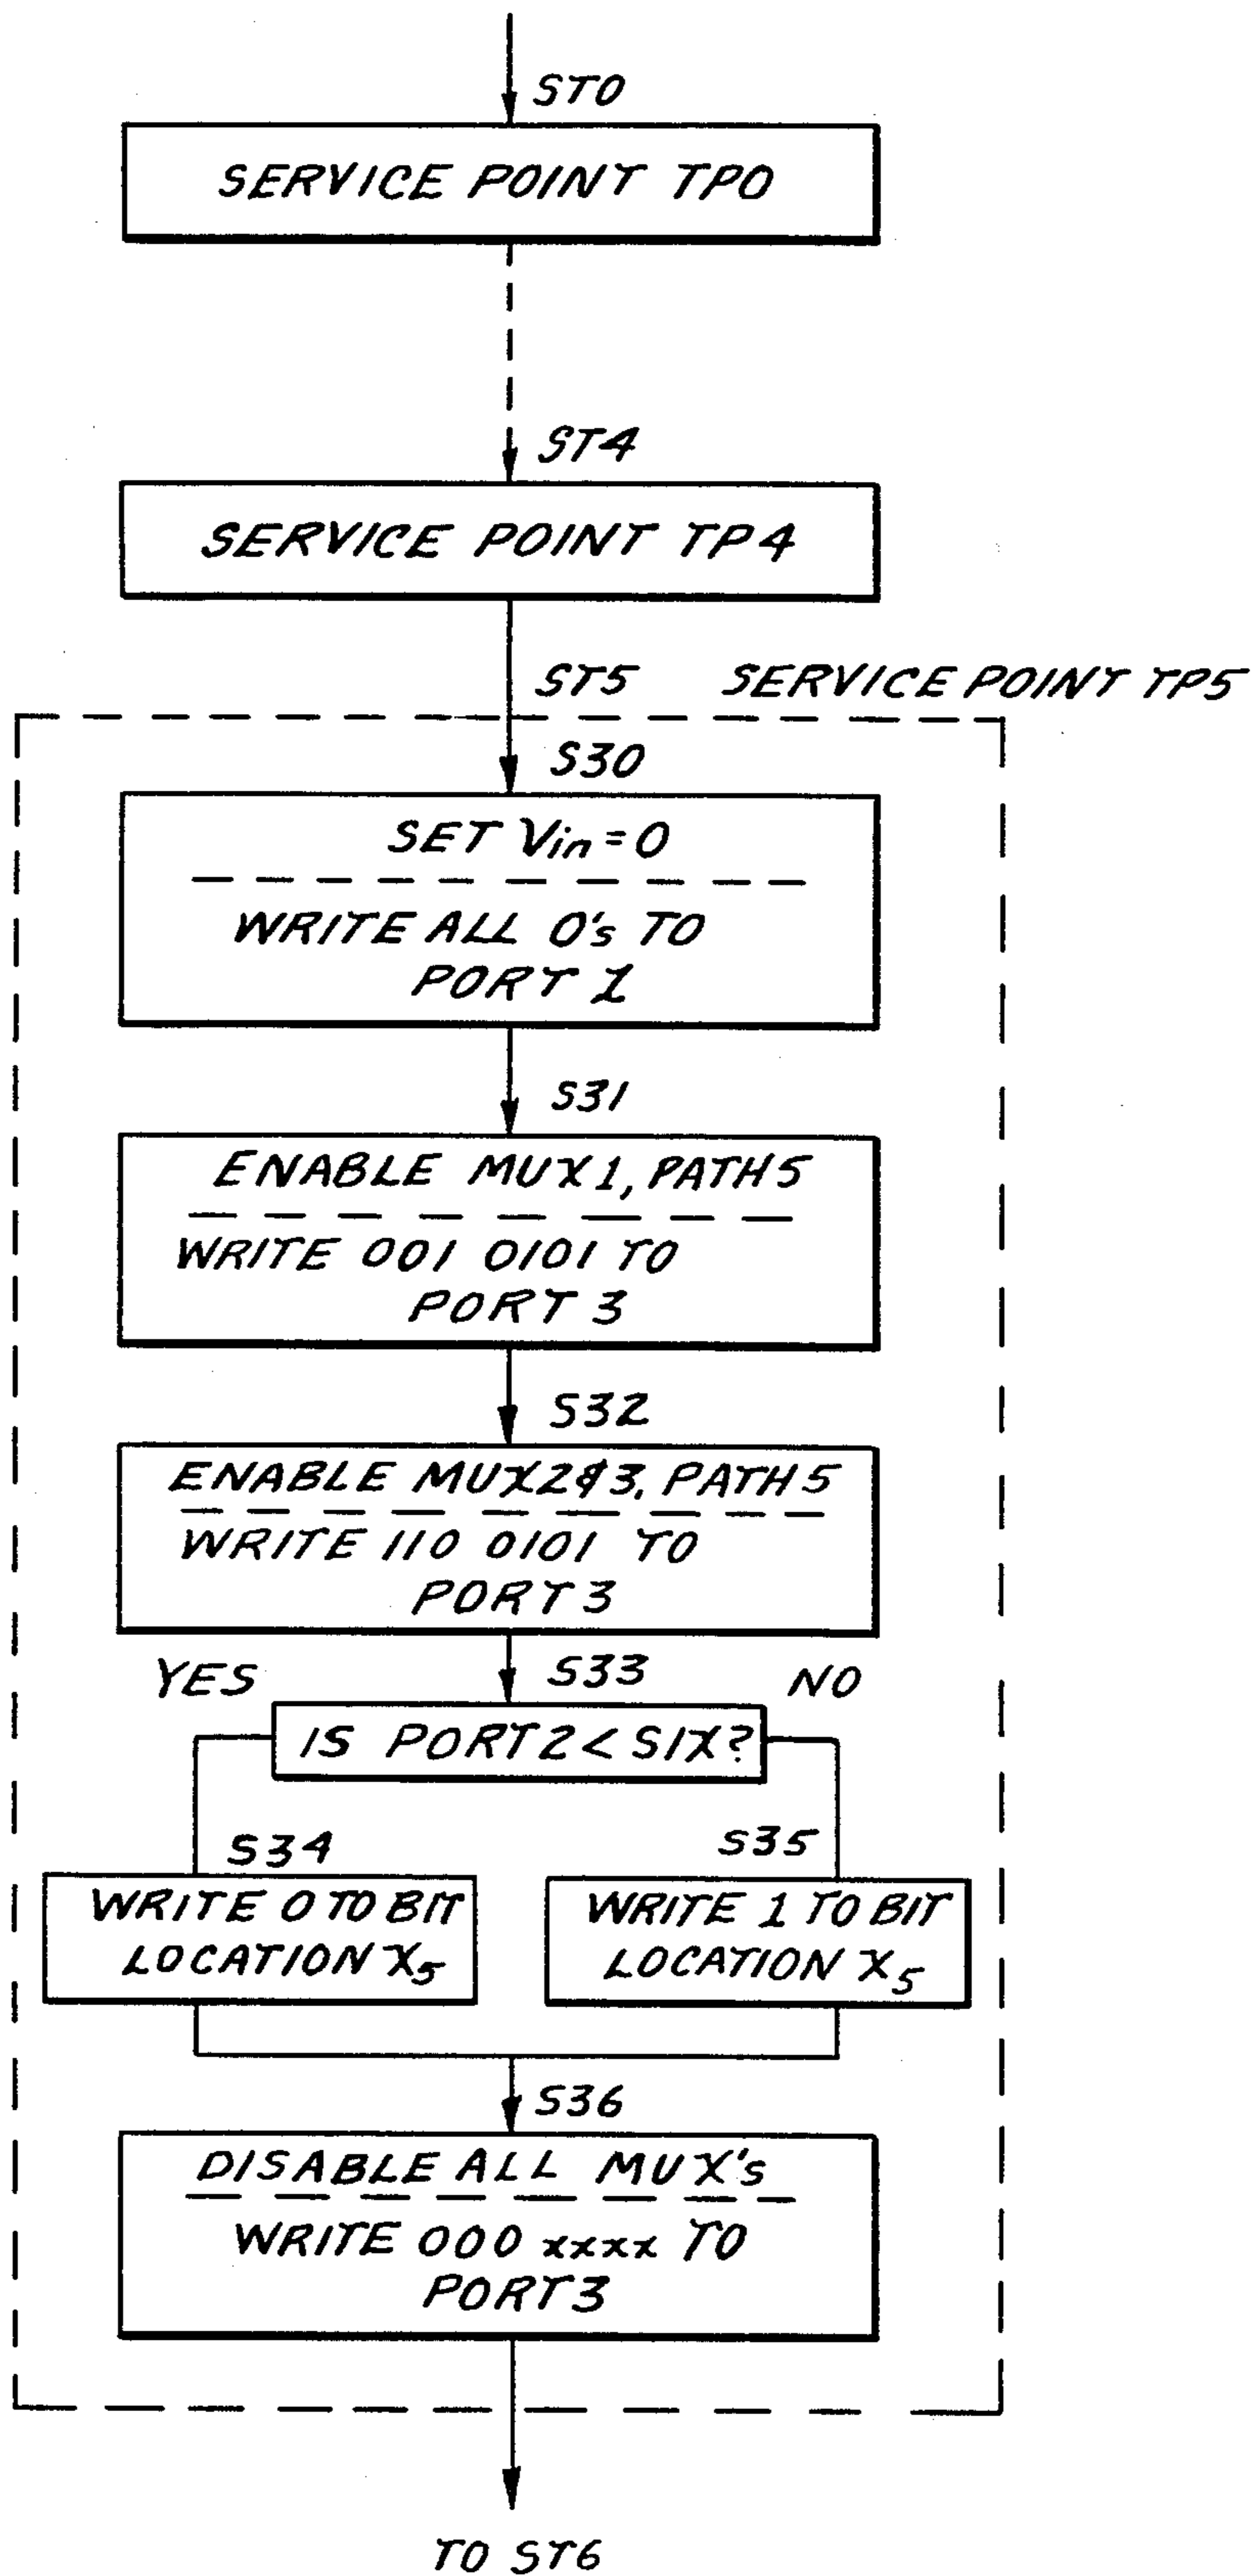 ST0
SERVICE POINT TP0
ST4
SERVICE POINT TP4
ST5 SERVICE POINT TP5
S30
SET Vin=0
WRITE ALL 0's TO
PORT 1
S31
ENABLE MUX1, PATH5
WRITE 001 0101 TO
PORT 3
S32
ENABLE MUX2&3, PATH5
WRITE 110 0101 TO
PORT 3
YES S33 NO
IS PORT2<SIX?
S34 S35
WRITE 0 TO BIT
LOCATION X5
WRITE 1 TO BIT
LOCATION X5
S36
DISABLE ALL MUX's
WRITE 000 xxxx TO
PORT3
TO ST6